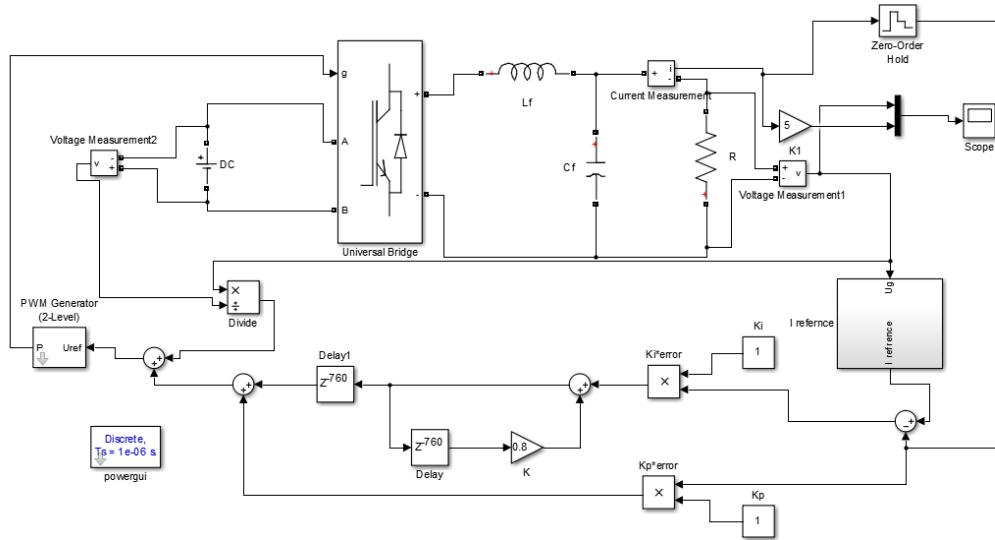 Zero-Order
Hold
g
+
Lf
+
i
-
Current Measurement
5
K1
Scope
Voltage Measurement2
v
-
+
+
DC
A
B
+
-
Universal Bridge
+
Cf
R
+
+
-
v
Voltage Measurement1
Ug
I refrence
I refernce
×
÷
Divide
PWM Generator
(2-Level)
P
Uref
Delay1
Z-760
Ki*error
×
Ki
1
Z-760
Delay
0.8
K
Discrete,
Ts = 1e-06 s.
powergui
Kp*error
×
Kp
1